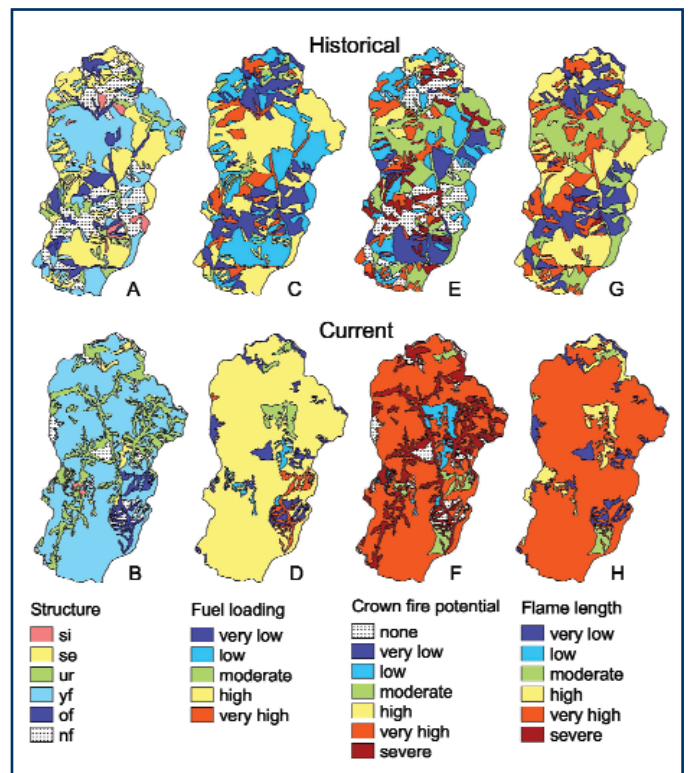 Historical
A C E G
Current
B D F H
Structure
si
se
ur
yf
of
nf
Fuel loading
very low
low
moderate
high
very high
Crown fire potential
none
very low
low
moderate
high
very high
severe
Flame length
very low
low
moderate
high
very high
severe